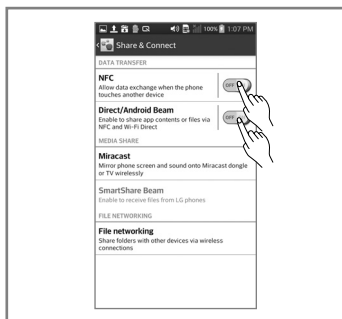 100% 1:07 PM
Share & Connect
DATA TRANSFER
NFC
Allow data exchange when the phone
touches another device
OFF
Direct/Android Beam
Enable to share app contents or files via
NFC and Wi-Fi Direct
OFF
MEDIA SHARE
Miracast
Mirror phone screen and sound onto Miracast dongle
or TV wirelessly
SmartShare Beam
Enable to receive files from LG phones
FILE NETWORKING
File networking
Share folders with other devices via wireless
connections